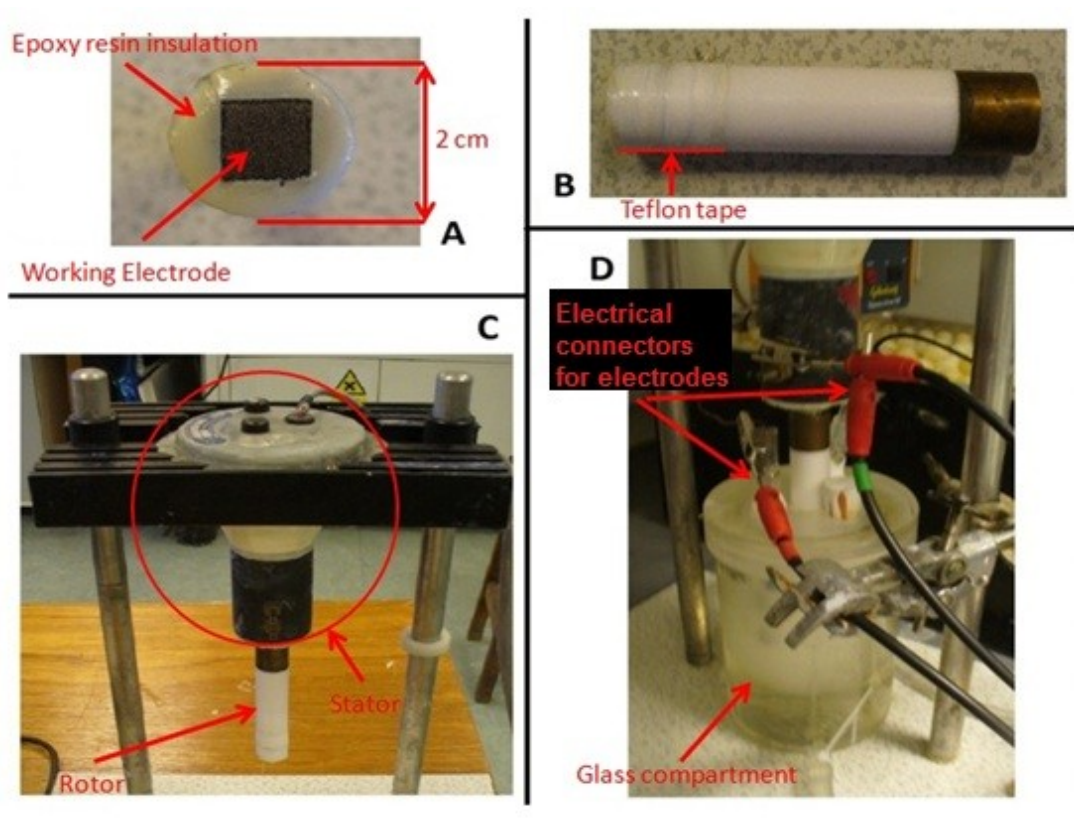 Epoxy resin insulation
2 cm
A
Working Electrode
B
Teflon tape
C
Stator
Rotor
D
Electrical
connectors
for electrodes
Glass compartment